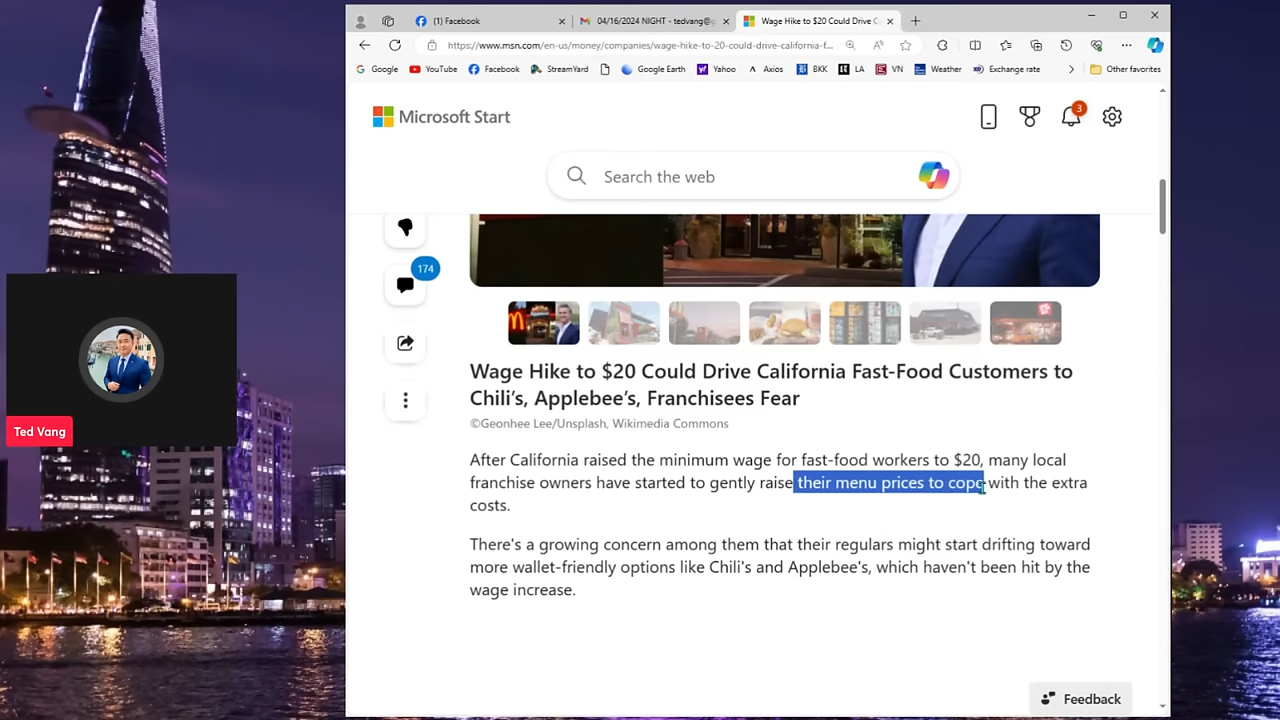 (1) Facebook
04/16/2024 NIGHT - tedvang@
Wage Hike to $20 Could Drive C
https://www.msn.com/en-us/money/companies/wage-hike-to-20-could-drive-california-f...
Google YouTube Facebook StreamYard Google Earth Yahoo Axios BKK LA VN Weather Exchange rate Other favorites
Microsoft Start
3
Search the web
174
Wage Hike to $20 Could Drive California Fast-Food Customers to
Chili's, Applebee's, Franchisees Fear
©Geonhee Lee/Unsplash, Wikimedia Commons
After California raised the minimum wage for fast-food workers to $20, many local
franchise owners have started to gently raise their menu prices to cope with the extra
costs.
There's a growing concern among them that their regulars might start drifting toward
more wallet-friendly options like Chili's and Applebee's, which haven't been hit by the
wage increase.
Feedback
Ted Vang